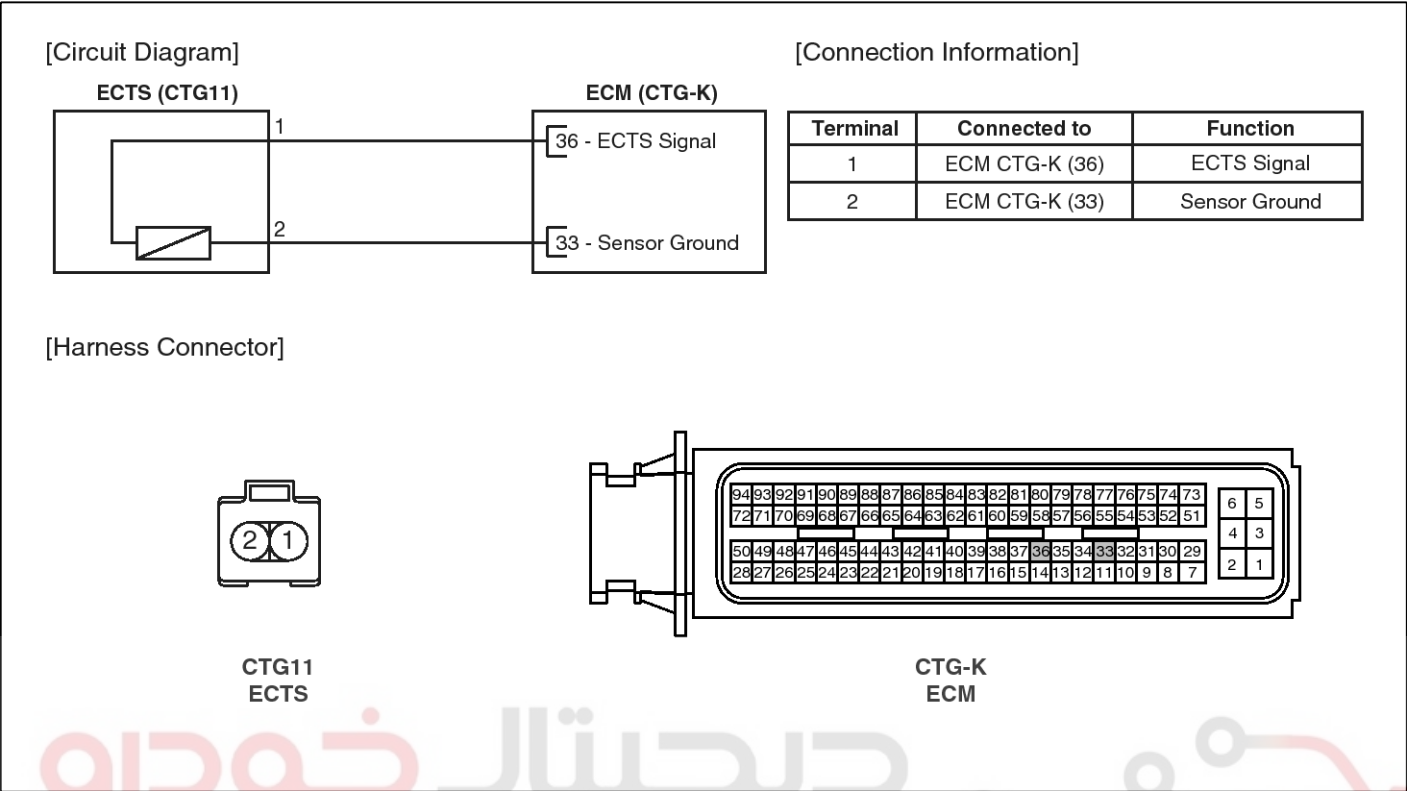 [Circuit Diagram]
ECTS (CTG11)
ECM (CTG-K)
1
36 - ECTS Signal
2
33 - Sensor Ground
[Connection Information]
Terminal Connected to Function
1 ECM CTG-K (36) ECTS Signal
2 ECM CTG-K (33) Sensor Ground
[Harness Connector]
2 1
94 93 92 91 90 89 88 87 86 85 84 83 82 81 80 79 78 77 76 75 74 73
72 71 70 69 68 67 66 65 64 63 62 61 60 59 58 57 56 55 54 53 52 51
50 49 48 47 46 45 44 43 42 41 40 39 38 37 36 35 34 33 32 31 30 29
28 27 26 25 24 23 22 21 20 19 18 17 16 15 14 13 12 11 10 9 8 7
6 5
4 3
2 1
CTG11
ECTS
CTG-K
ECM
دیجیتال خودرو